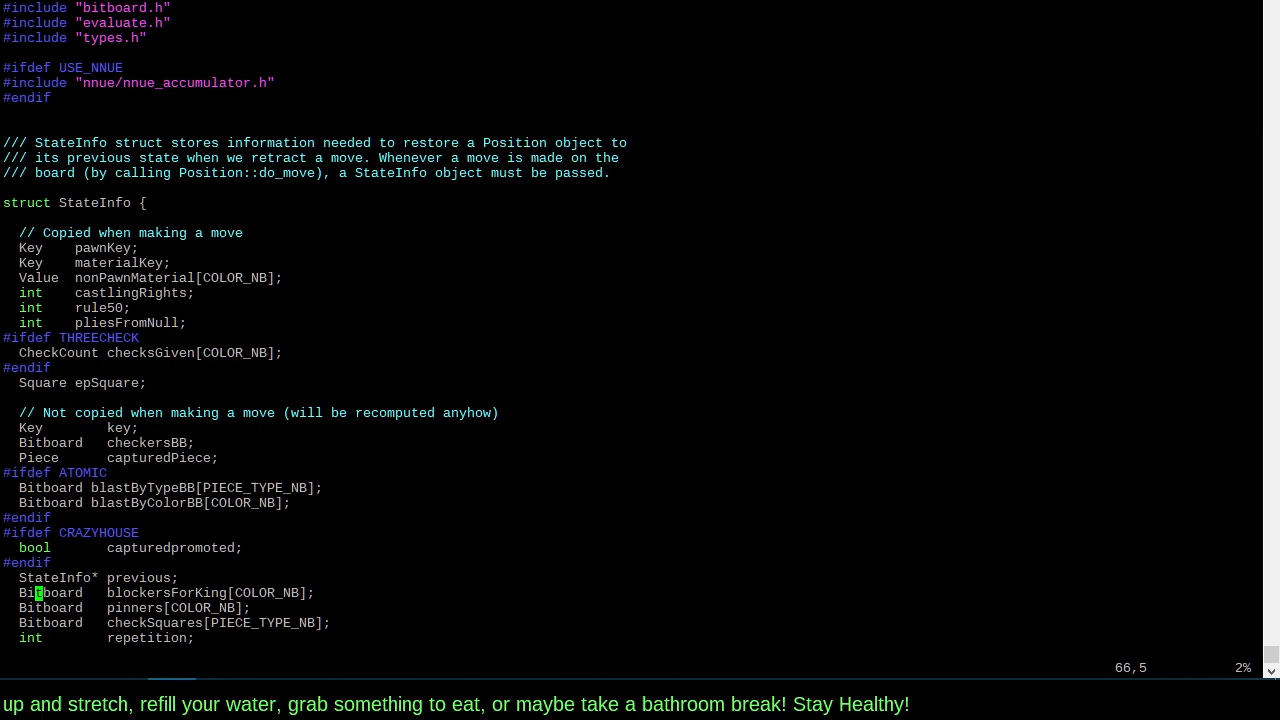 #include "bitboard.h"
#include "evaluate.h"
#include "types.h"
#ifdef USE_NNUE
#include "nnue/nnue_accumulator.h"
#endif
/// StateInfo struct stores information needed to restore a Position object to
/// its previous state when we retract a move. Whenever a move is made on the
/// board (by calling Position::do_move), a StateInfo object must be passed.
struct StateInfo {
  // Copied when making a move
  Key    pawnKey;
  Key    materialKey;
  Value  nonPawnMaterial[COLOR_NB];
  int    castlingRights;
  int    rule50;
  int    pliesFromNull;
#ifdef THREECHECK
  CheckCount checksGiven[COLOR_NB];
#endif
  Square epSquare;
  // Not copied when making a move (will be recomputed anyhow)
  Key        key;
  Bitboard   checkersBB;
  Piece      capturedPiece;
#ifdef ATOMIC
  Bitboard blastByTypeBB[PIECE_TYPE_NB];
  Bitboard blastByColorBB[COLOR_NB];
#endif
#ifdef CRAZYHOUSE
  bool       capturedpromoted;
#endif
  StateInfo* previous;
  Bitboard   blockersForKing[COLOR_NB];
  Bitboard   pinners[COLOR_NB];
  Bitboard   checkSquares[PIECE_TYPE_NB];
  int        repetition;
66,5 2%
up and stretch, refill your water, grab something to eat, or maybe take a bathroom break! Stay Healthy!